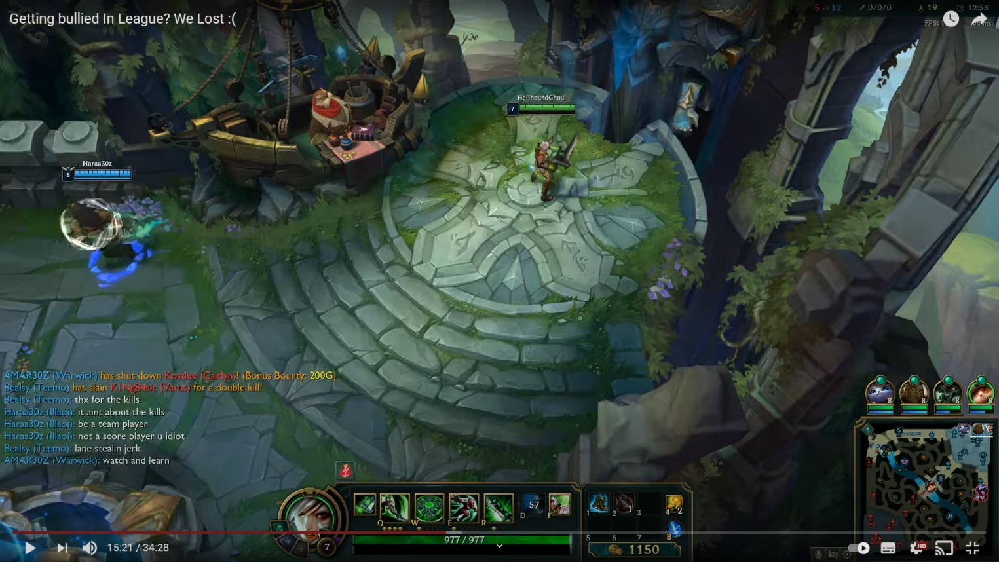 Getting bullied In League? We Lost :(
5 vs 12 0/0/0 19 12:58
FPS:
HellhoundGhoul
7
Haraa30z
8
AMAR30Z (Warwick) has shut down Kostlee (Caitlyn)! (Bonus Bounty: 200G)
Bealsy (Teemo) has slain K1NgB4sic (Varus) for a double kill!
Bealsy (Teemo): thx for the kills
Haraa30z (Illaoi): it aint about the kills
Haraa30z (Illaoi): be a team player
Haraa30z (Illaoi): not a score player u idiot
Bealsy (Teemo): lane stealin jerk
AMAR30Z (Warwick): watch and learn
8 8 8 9
57
Q W E R D F
1 2 1 3 4 2
7
977 / 977
5 6 7 B
1150
15:21 / 34:28
HD